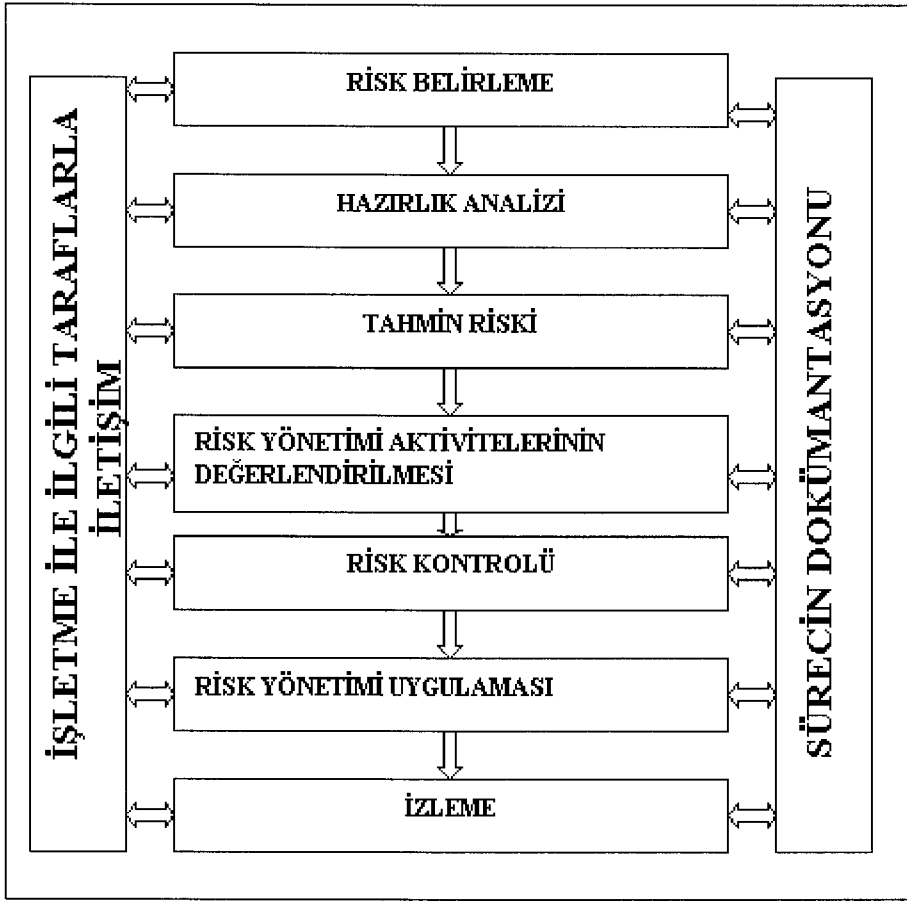 İŞLETME İLE İLGİLİ TARAFLARLA
İLETİŞİM
RİSK BELİRLEME
HAZIRLIK ANALİZİ
TAHMİN RİSKİ
RİSK YÖNETİMİ AKTİVİTELERİNİN
DEĞERLENDİRİLMESİ
RİSK KONTROLÜ
RİSK YÖNETİMİ UYGULAMASI
İZLEME
SÜRECİN DOKÜMANTASYONU